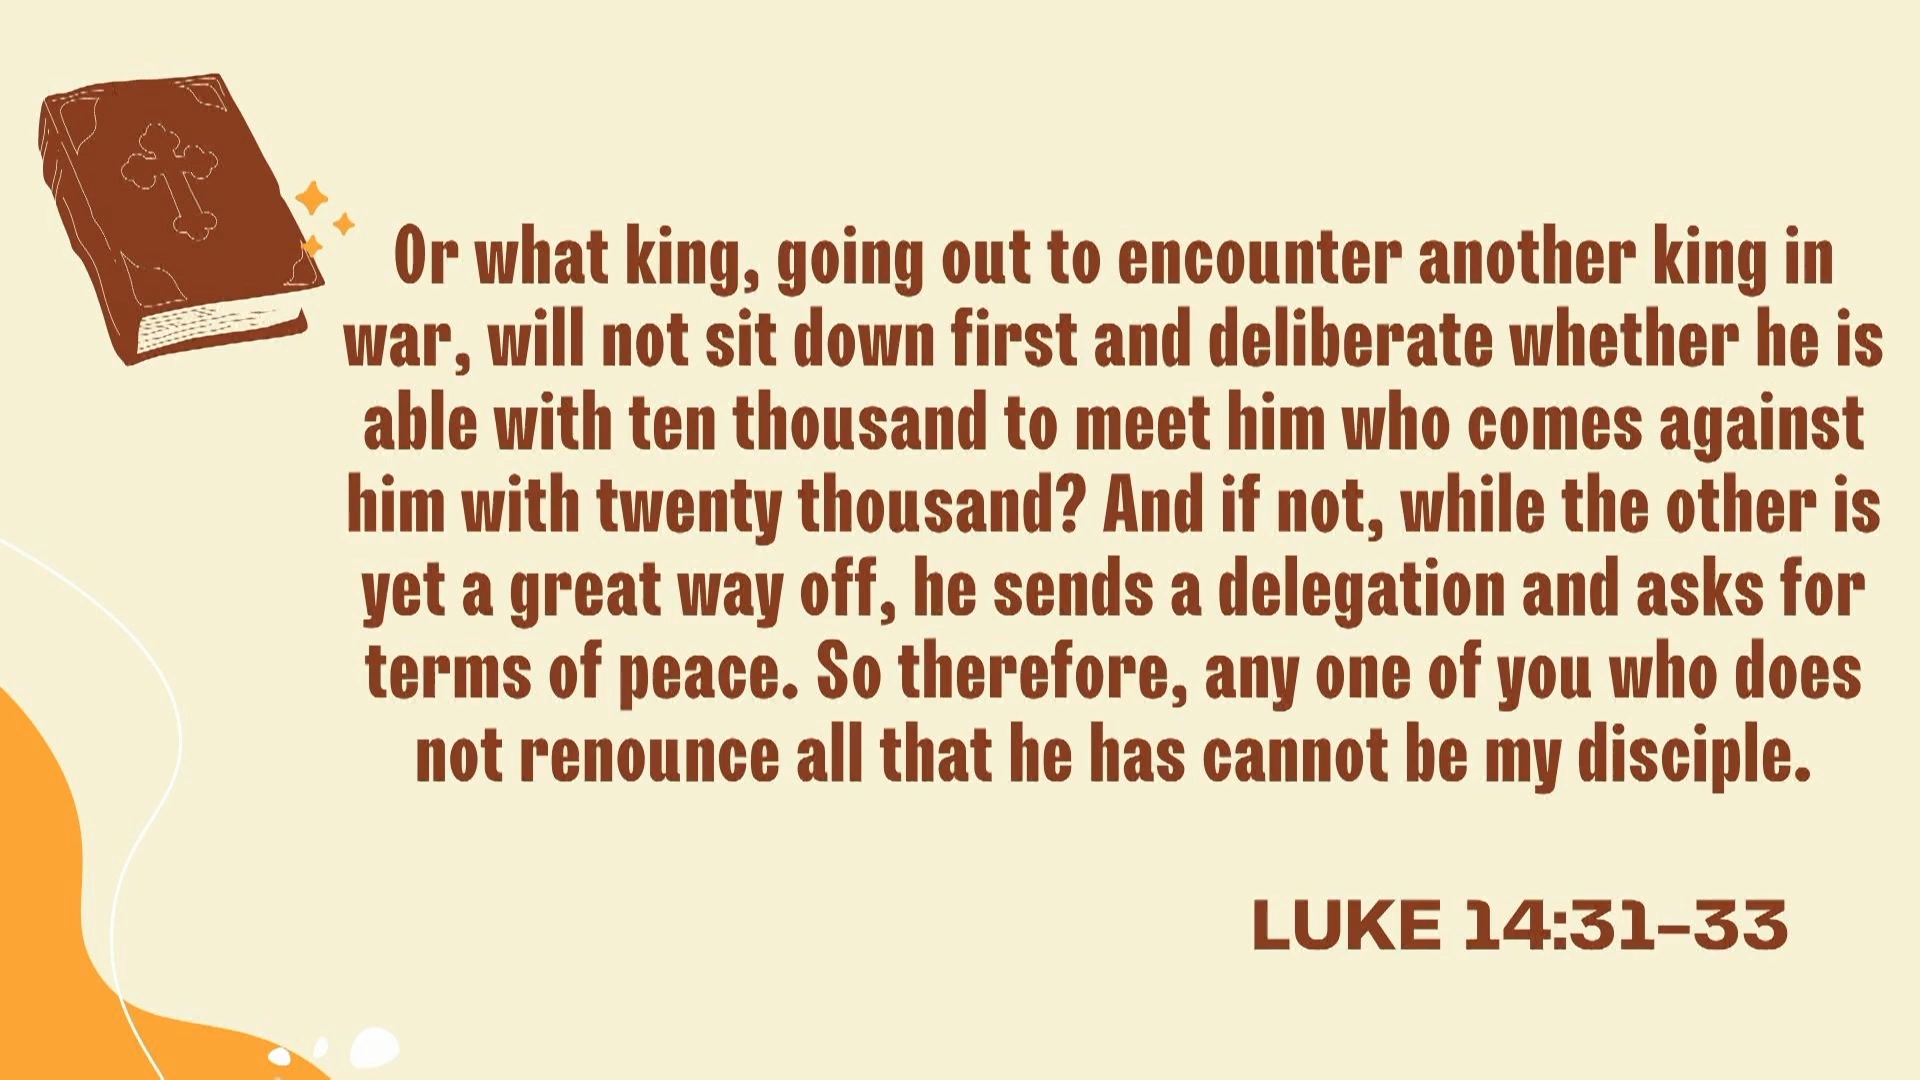 Or what king, going out to encounter another king in
war, will not sit down first and deliberate whether he is
able with ten thousand to meet him who comes against
him with twenty thousand? And if not, while the other is
yet a great way off, he sends a delegation and asks for
terms of peace. So therefore, any one of you who does
not renounce all that he has cannot be my disciple.
LUKE 14:31–33